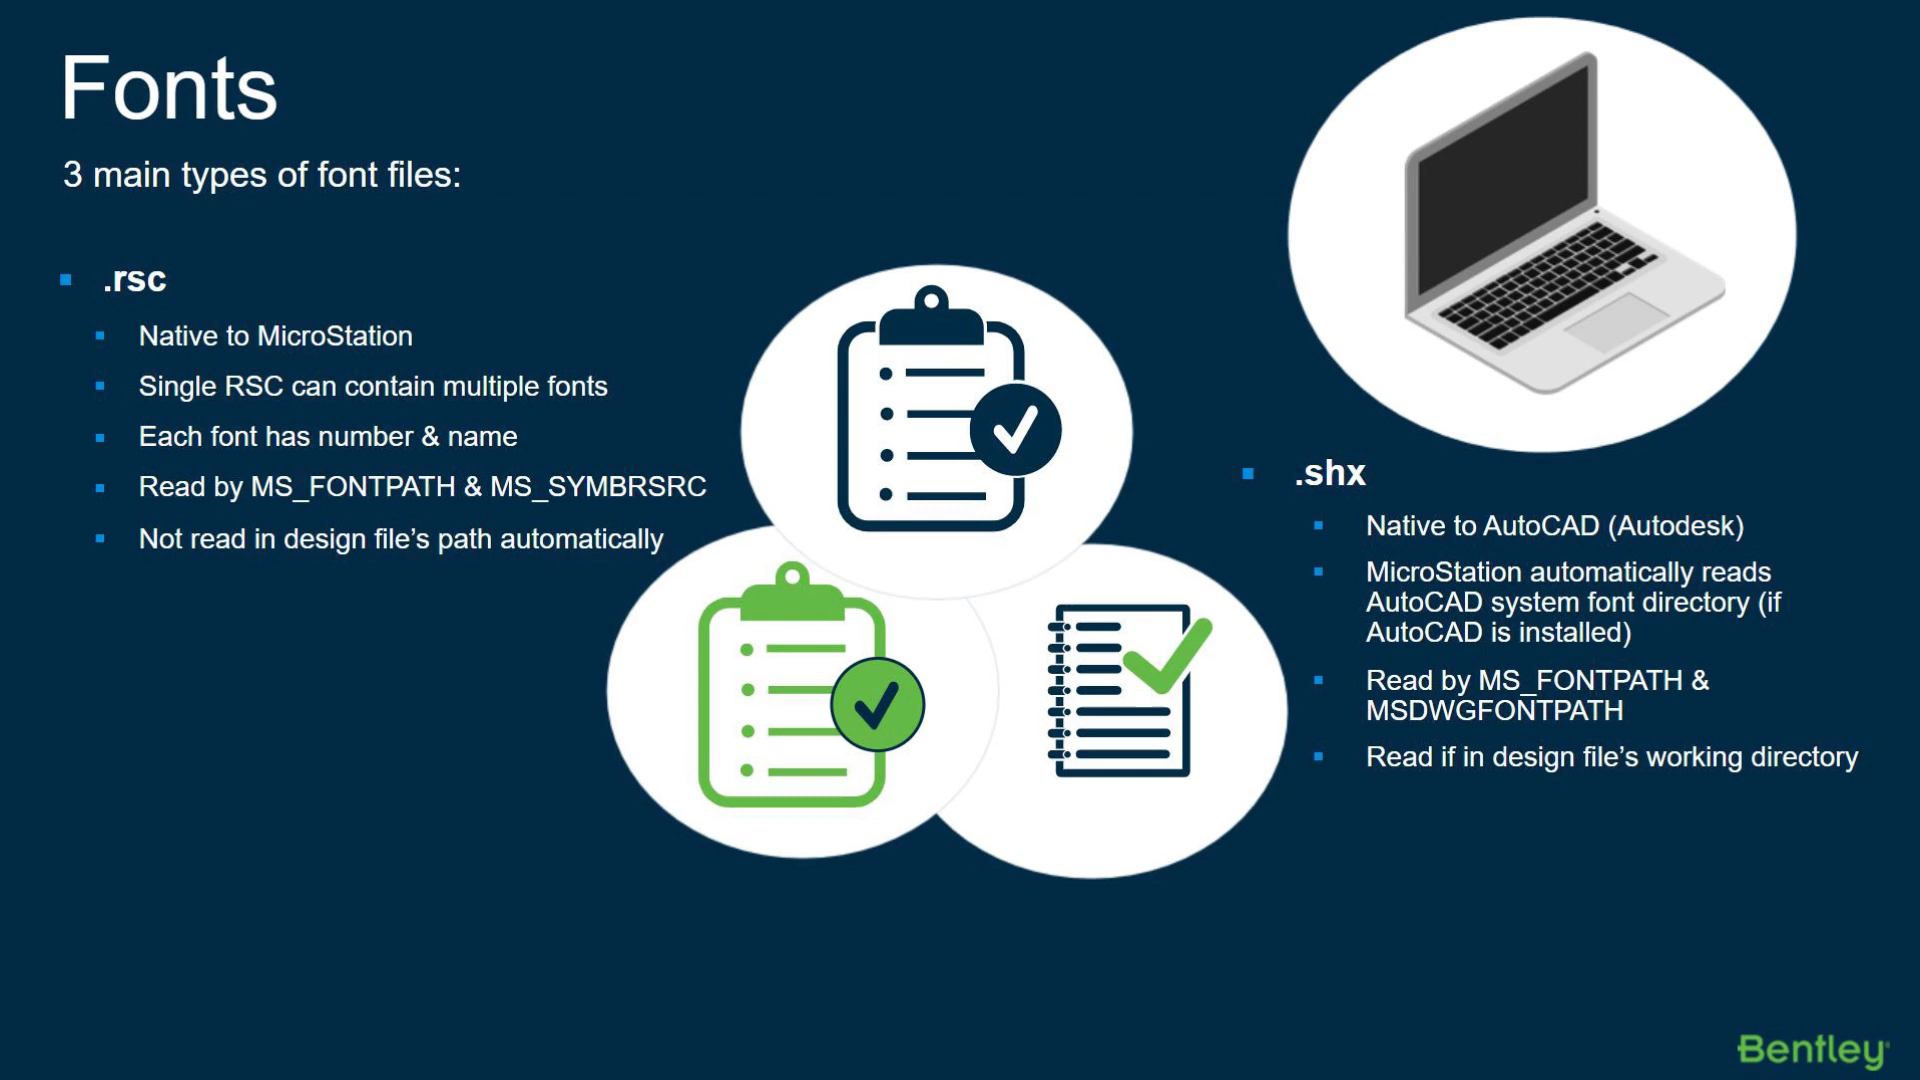 Fonts
3 main types of font files:
.rsc
Native to MicroStation
Single RSC can contain multiple fonts
Each font has number & name
Read by MS_FONTPATH & MS_SYMBRSRC
Not read in design file’s path automatically
.shx
Native to AutoCAD (Autodesk)
MicroStation automatically reads
AutoCAD system font directory (if
AutoCAD is installed)
Read by MS_FONTPATH &
MSDWGFONTPATH
Read if in design file’s working directory
Bentley